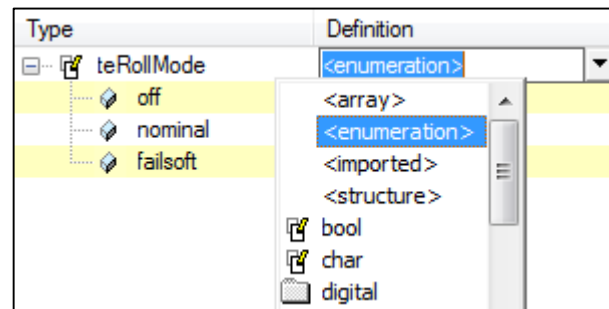 Type Definition
teRollMode <enumeration>
off <array>
nominal <enumeration>
failsoft <imported>
<structure>
bool
char
digital